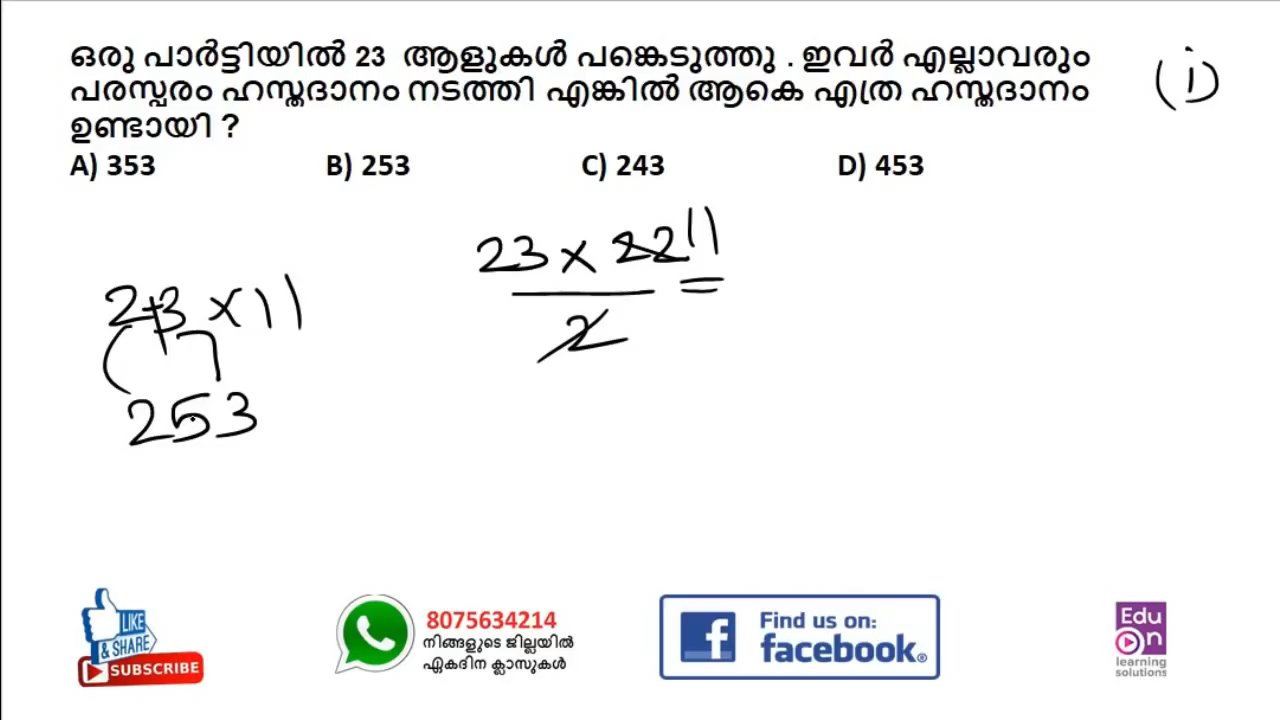 ഒരു പാർട്ടിയിൽ 23 ആളുകൾ പങ്കെടുത്തു . ഇവർ എല്ലാവരും
പരസ്പരം ഹസ്തദാനം നടത്തി എങ്കിൽ ആകെ എത്ര ഹസ്തദാനം
ഉണ്ടായി ?
(i)
A) 353 B) 253 C) 243 D) 453
23 x 22 11
=
2
2+3 x 11
253
LIKE
& SHARE
SUBSCRIBE
8075634214
നിങ്ങളുടെ ജില്ലയിൽ
ഏകദിന ക്ലാസുകൾ
f
Find us on:
facebook®
Edu
On
learning
solutions